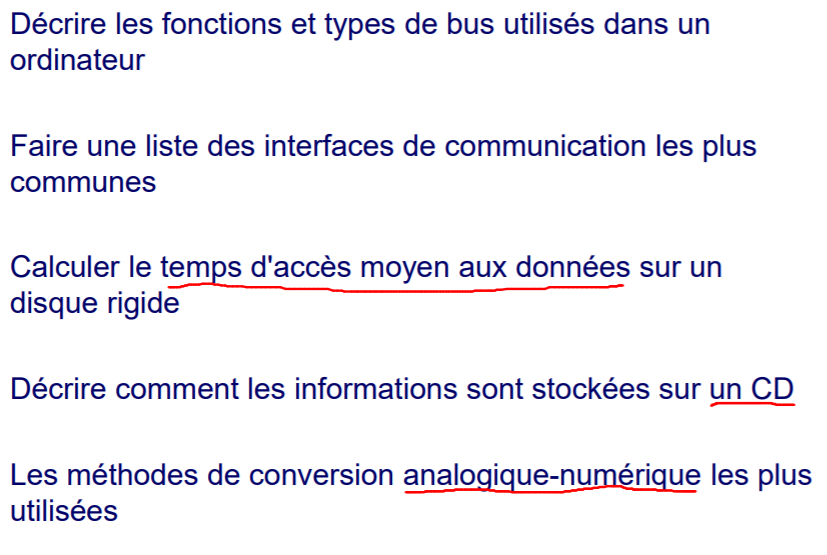 Décrire les fonctions et types de bus utilisés dans un
ordinateur
Faire une liste des interfaces de communication les plus
communes
Calculer le temps d'accès moyen aux données sur un
disque rigide
Décrire comment les informations sont stockées sur un CD
Les méthodes de conversion analogique-numérique les plus
utilisées